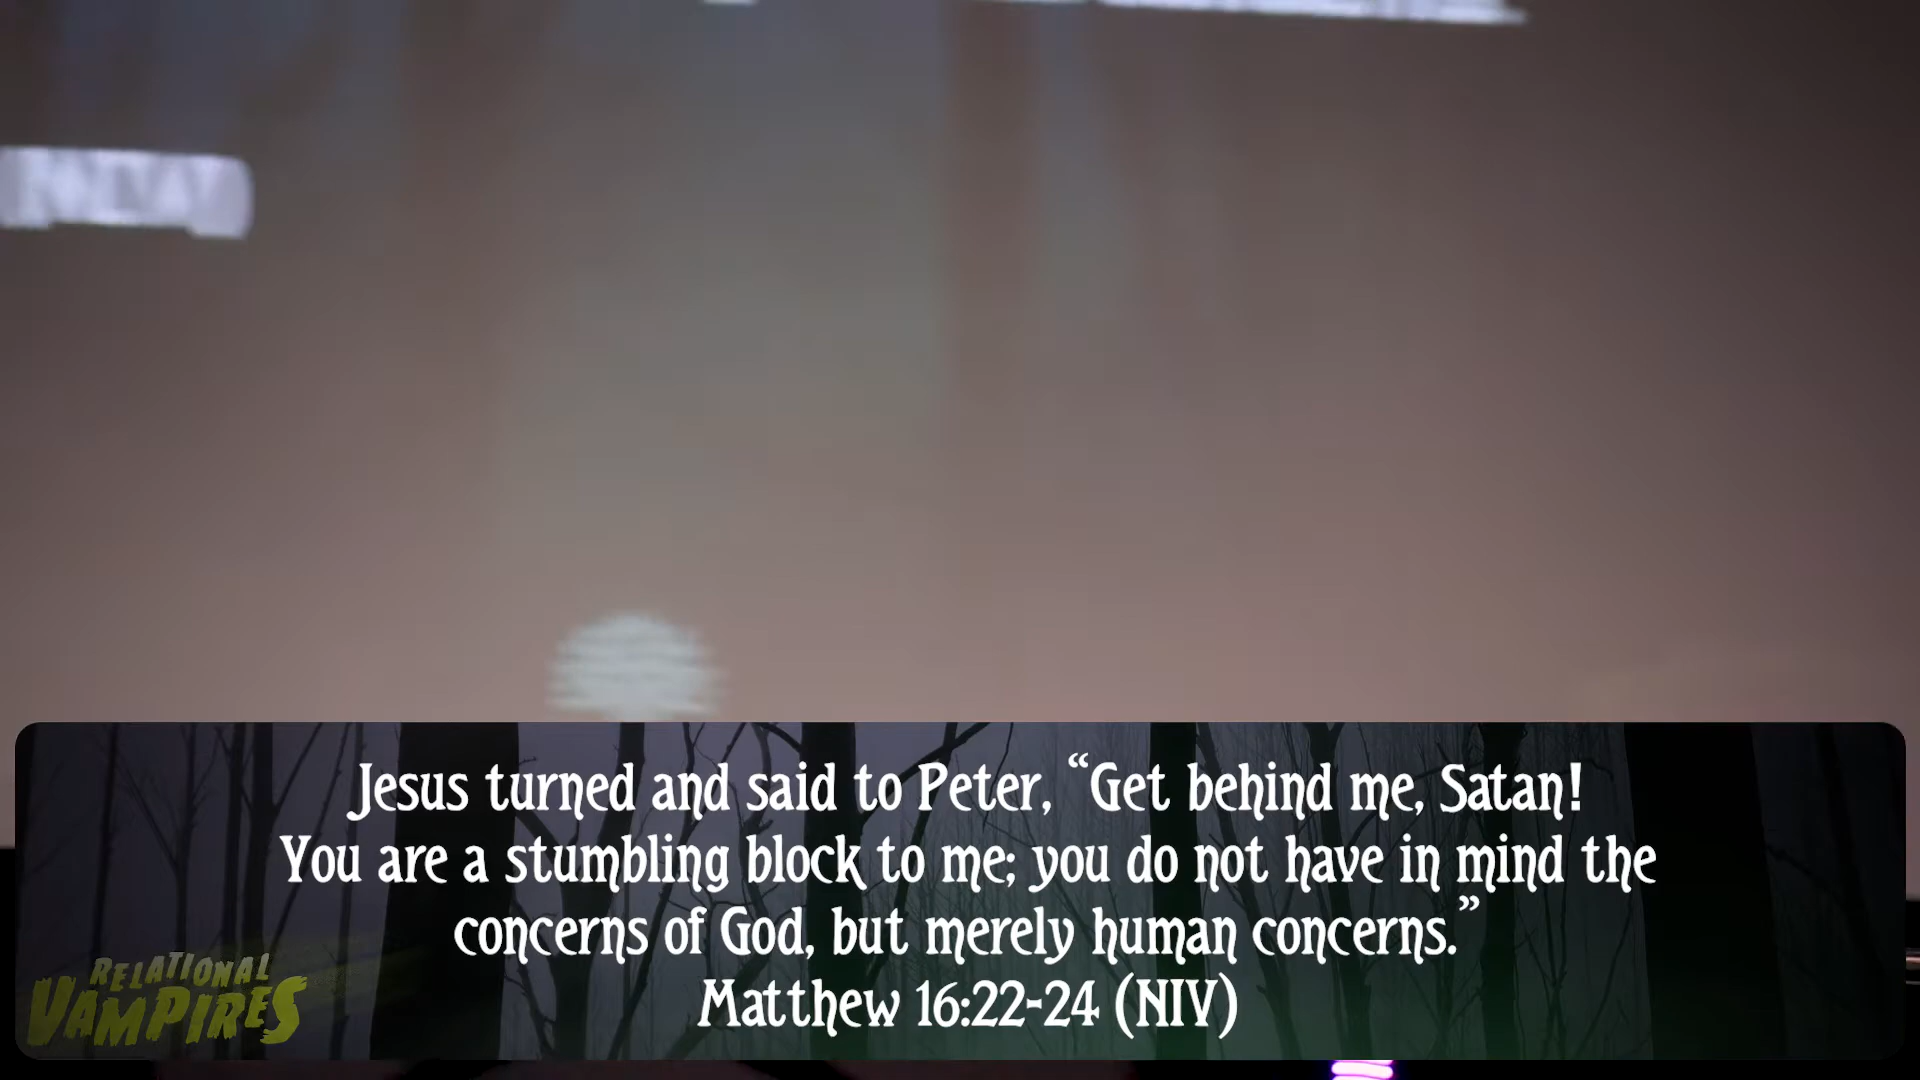 Jesus turned and said to Peter, “Get behind me, Satan!
You are a stumbling block to me; you do not have in mind the
concerns of God, but merely human concerns.”
Matthew 16:22-24 (NIV)
RELATIONAL
VAMPIRES